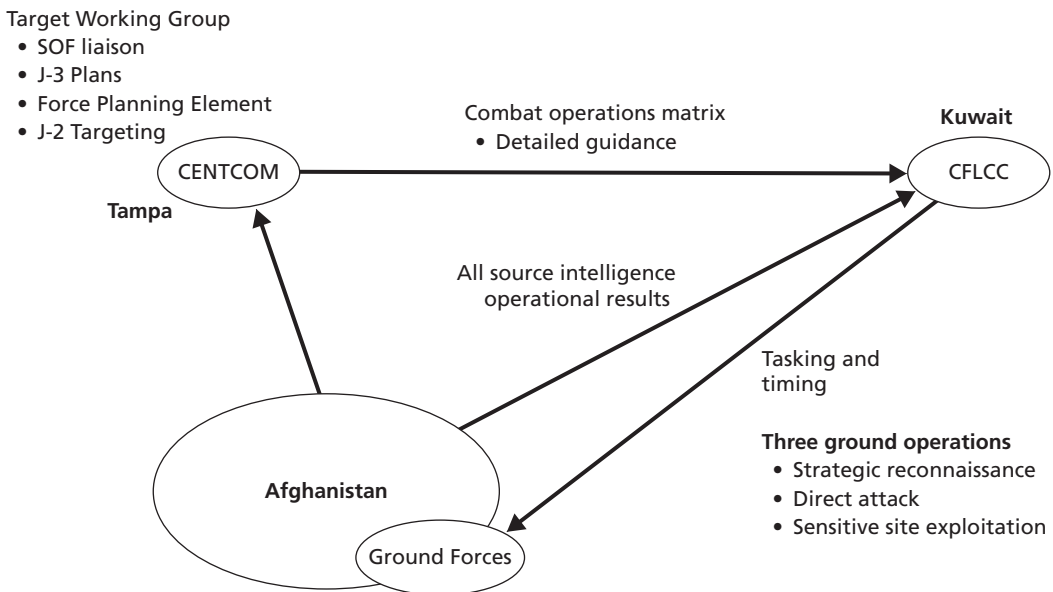 Target Working Group
• SOF liaison
• J-3 Plans
• Force Planning Element
• J-2 Targeting
CENTCOM
Tampa
Combat operations matrix
• Detailed guidance
Kuwait
CFLCC
All source intelligence
operational results
Tasking and
timing
Three ground operations
• Strategic reconnaissance
• Direct attack
• Sensitive site exploitation
Afghanistan
Ground Forces